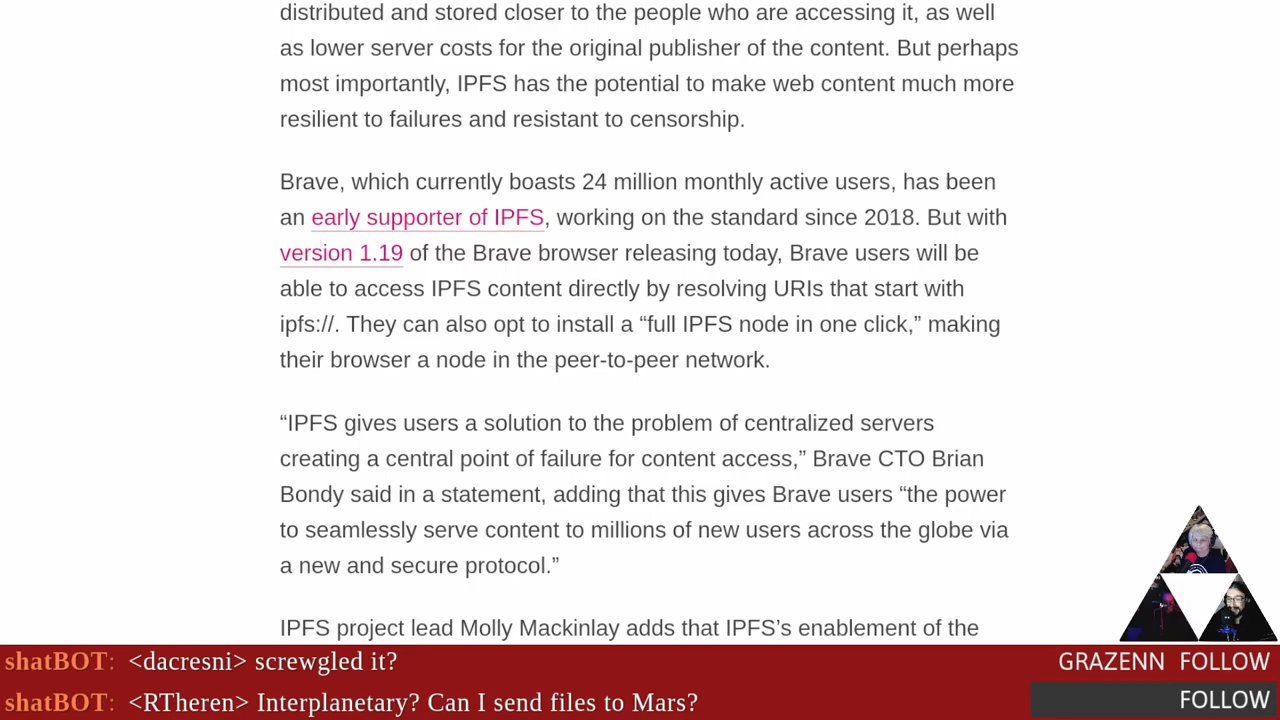 distributed and stored closer to the people who are accessing it, as well
as lower server costs for the original publisher of the content. But perhaps
most importantly, IPFS has the potential to make web content much more
resilient to failures and resistant to censorship.
Brave, which currently boasts 24 million monthly active users, has been
an early supporter of IPFS, working on the standard since 2018. But with
version 1.19 of the Brave browser releasing today, Brave users will be
able to access IPFS content directly by resolving URIs that start with
ipfs://. They can also opt to install a “full IPFS node in one click,” making
their browser a node in the peer-to-peer network.
“IPFS gives users a solution to the problem of centralized servers
creating a central point of failure for content access,” Brave CTO Brian
Bondy said in a statement, adding that this gives Brave users “the power
to seamlessly serve content to millions of new users across the globe via
a new and secure protocol.”
IPFS project lead Molly Mackinlay adds that IPFS’s enablement of the
shatBOT: <dacresni> screwgled it?
GRAZENN FOLLOW
shatBOT: <RTheren> Interplanetary? Can I send files to Mars?
FOLLOW